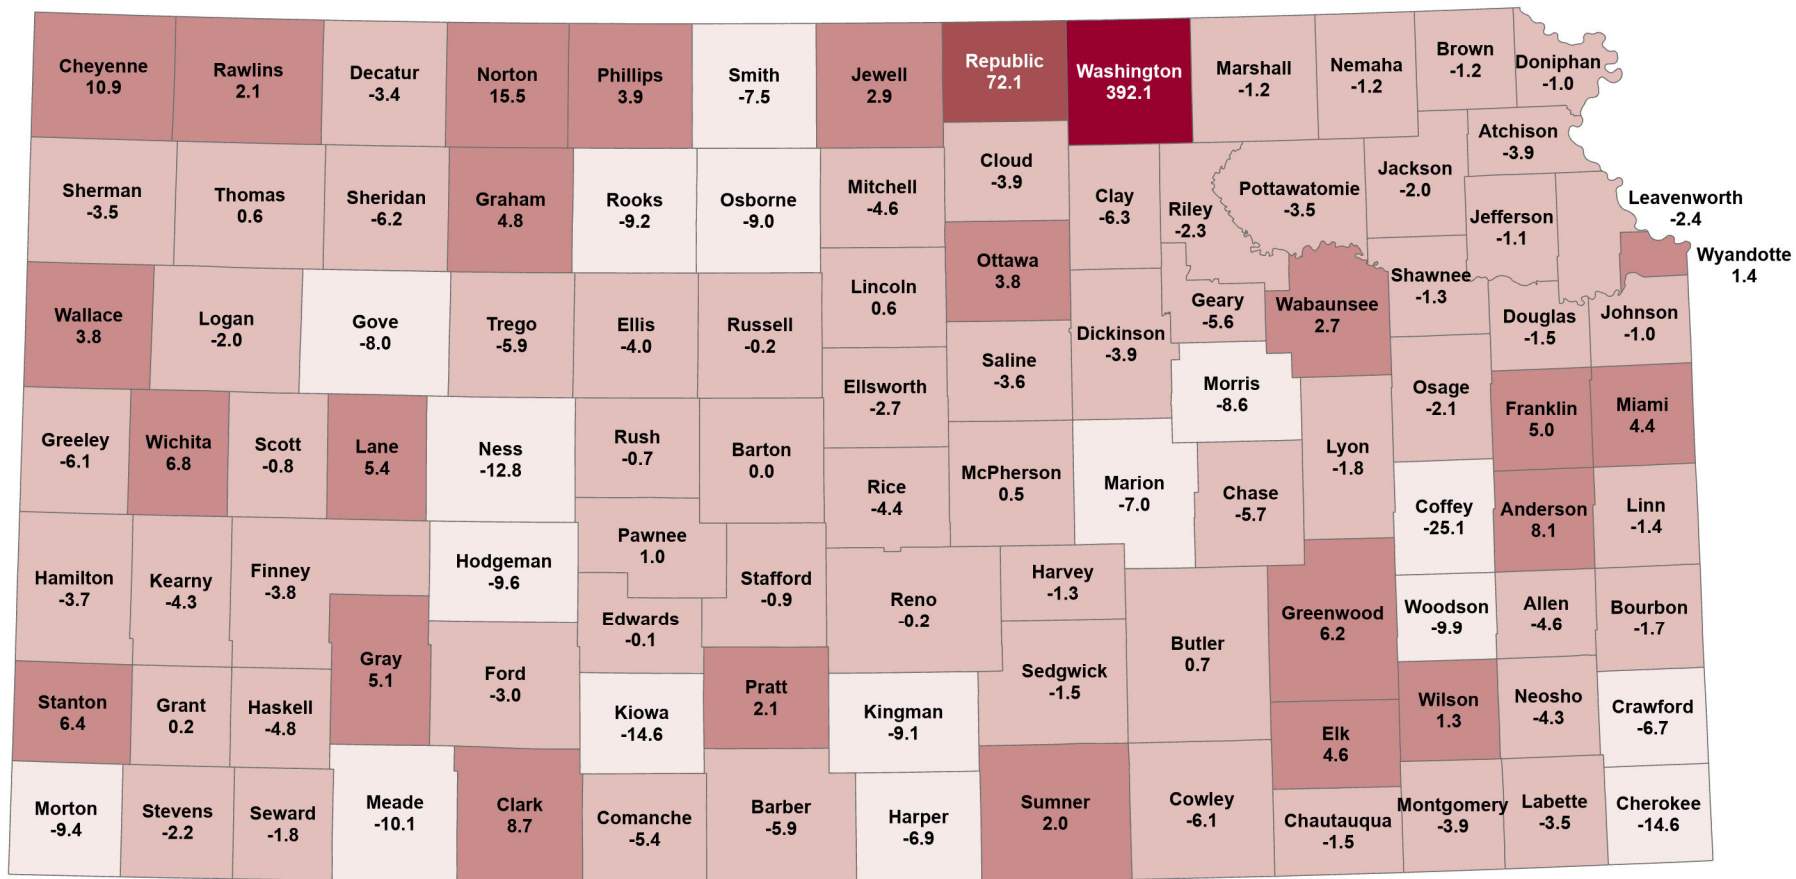 Cheyenne
10.9
Rawlins
2.1
Decatur
-3.4
Norton
15.5
Phillips
3.9
Smith
-7.5
Jewell
2.9
Republic
72.1
Washington
392.1
Marshall
-1.2
Nemaha
-1.2
Brown
-1.2
Doniphan
-1.0
Atchison
-3.9
Sherman
-3.5
Thomas
0.6
Sheridan
-6.2
Graham
4.8
Rooks
-9.2
Osborne
-9.0
Mitchell
-4.6
Cloud
-3.9
Clay
-6.3
Riley
-2.3
Pottawatomie
-3.5
Jackson
-2.0
Jefferson
-1.1
Leavenworth
-2.4
Wyandotte
1.4
Wallace
3.8
Logan
-2.0
Gove
-8.0
Trego
-5.9
Ellis
-4.0
Russell
-0.2
Lincoln
0.6
Ottawa
3.8
Saline
-3.6
Dickinson
-3.9
Geary
-5.6
Wabaunsee
2.7
Shawnee
-1.3
Douglas
-1.5
Johnson
-1.0
Greeley
-6.1
Wichita
6.8
Scott
-0.8
Lane
5.4
Ness
-12.8
Rush
-0.7
Barton
0.0
Ellsworth
-2.7
Rice
-4.4
McPherson
0.5
Marion
-7.0
Morris
-8.6
Chase
-5.7
Lyon
-1.8
Osage
-2.1
Franklin
5.0
Miami
4.4
Coffey
-25.1
Anderson
8.1
Linn
-1.4
Hamilton
-3.7
Kearny
-4.3
Finney
-3.8
Hodgeman
-9.6
Pawnee
1.0
Edwards
-0.1
Stafford
-0.9
Reno
-0.2
Harvey
-1.3
Sedgwick
-1.5
Butler
0.7
Greenwood
6.2
Woodson
-9.9
Allen
-4.6
Bourbon
-1.7
Stanton
6.4
Grant
0.2
Haskell
-4.8
Gray
5.1
Ford
-3.0
Kiowa
-14.6
Pratt
2.1
Kingman
-9.1
Elk
4.6
Wilson
1.3
Neosho
-4.3
Crawford
-6.7
Morton
-9.4
Stevens
-2.2
Seward
-1.8
Meade
-10.1
Clark
8.7
Comanche
-5.4
Barber
-5.9
Harper
-6.9
Sumner
2.0
Cowley
-6.1
Chautauqua
-1.5
Montgomery
-3.9
Labette
-3.5
Cherokee
-14.6